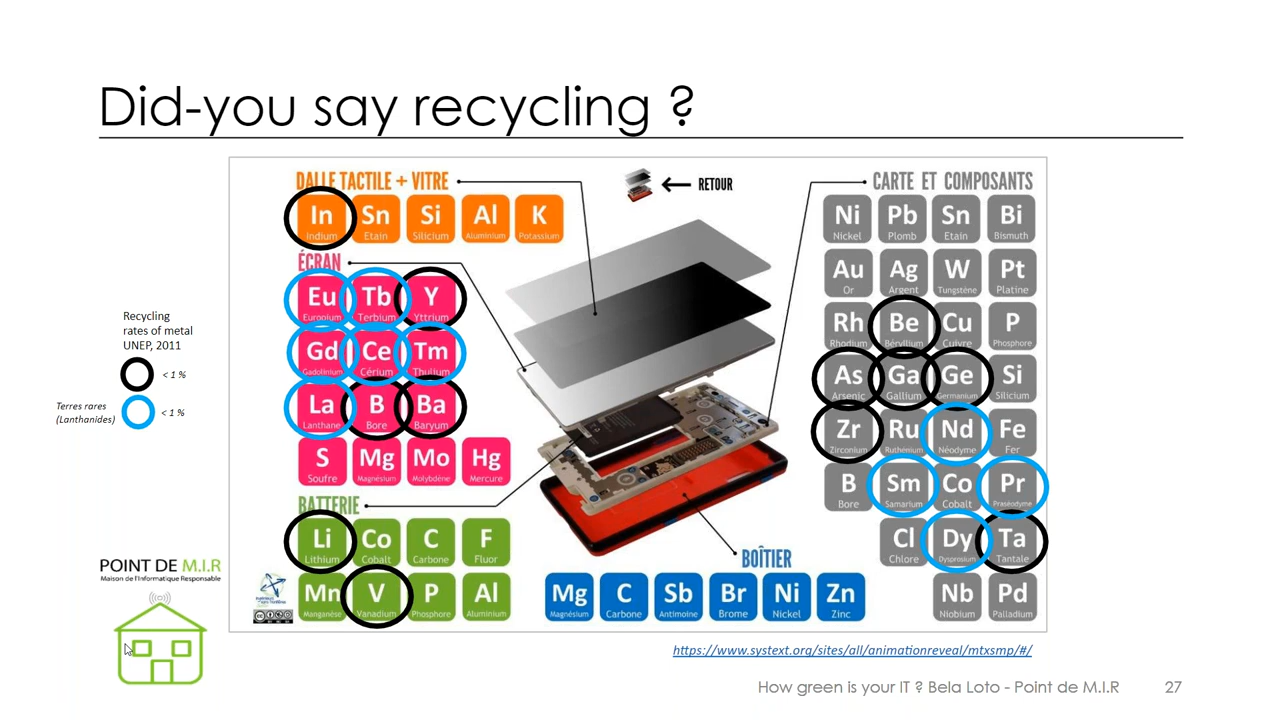 Did-you say recycling ?
DALLE TACTILE + VITRE
In Sn Si Al K
Indium Etain Silicium Aluminium Potassium
ÉCRAN
Eu Tb Y
Europium Terbium Yttrium
Gd Ce Tm
Gadolinium Cérium Thulium
La B Ba
Lanthane Bore Baryum
S Mg Mo Hg
Soufre Magnésium Molybdène Mercure
BATTERIE
Li Co C F
Lithium Cobalt Carbone Fluor
Mn V P Al
Manganèse Vanadium Phosphore Aluminium
RETOUR
CARTE ET COMPOSANTS
Ni Pb Sn Bi
Nickel Plomb Etain Bismuth
Au Ag W Pt
Or Argent Tungstène Platine
Rh Be Cu P
Rhodium Béryllium Cuivre Phosphore
As Ga Ge Si
Arsenic Gallium Germanium Silicium
Zr Ru Nd Fe
Zirconium Ruthénium Néodyme Fer
B Sm Co Pr
Bore Samarium Cobalt Praséodyme
Cl Dy Ta
Chlore Dysprosium Tantale
Nb Pd
Niobium Palladium
BOÎTIER
Mg C Sb Br Ni Zn
Magnésium Carbone Antimoine Brome Nickel Zinc
Recycling
rates of metal
UNEP, 2011
< 1 %
Terres rares
(Lanthanides)
< 1 %
POINT DE M.I.R
Maison de l'Informatique Responsable
https://www.systext.org/sites/all/animationreveal/mtxsmp/#/
How green is your IT ? Bela Loto - Point de M.I.R
27